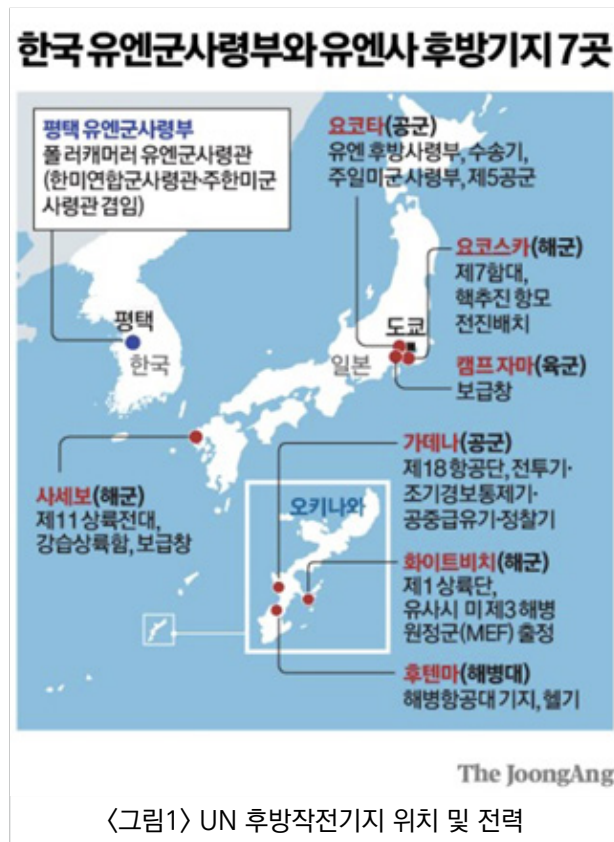 한국 유엔군사령부와 유엔사 후방기지 7곳
평택 유엔군사령부
폴 러캐머러 유엔군사령관
(한미연합군사령관·주한미군
사령관 겸임)
요코타(공군)
유엔 후방사령부, 수송기,
주일미군 사령부, 제5공군
요코스카(해군)
제7함대,
핵추진 항모
전진배치
평택
한국
도쿄
일본
캠프 자마(육군)
보급창
사세보(해군)
제11상륙전대,
강습상륙함, 보급창
오키나와
가데나(공군)
제18항공단, 전투기·
조기경보통제기·
공중급유기·정찰기
화이트비치(해군)
제1상륙단,
유사시 미 제3해병
원정군(MEF) 출정
후텐마(해병대)
해병항공대 기지, 헬기
The JoongAng
〈그림1〉 UN 후방작전기지 위치 및 전력